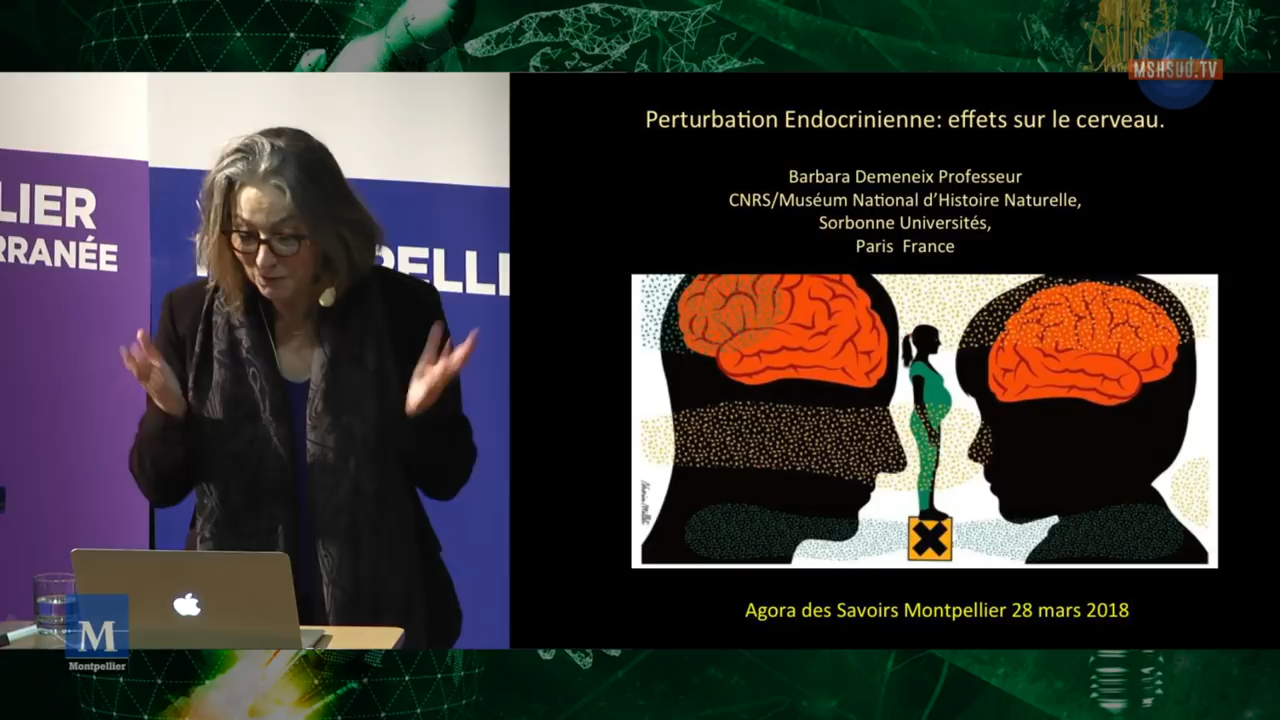 MSHSUD.TV
LIER
RRANÉE
PELLI
Perturbation Endocrinienne: effets sur le cerveau.
Barbara Demeneix Professeur
CNRS/Muséum National d'Histoire Naturelle,
Sorbonne Universités,
Paris France
Agora des Savoirs Montpellier 28 mars 2018
M
Montpellier